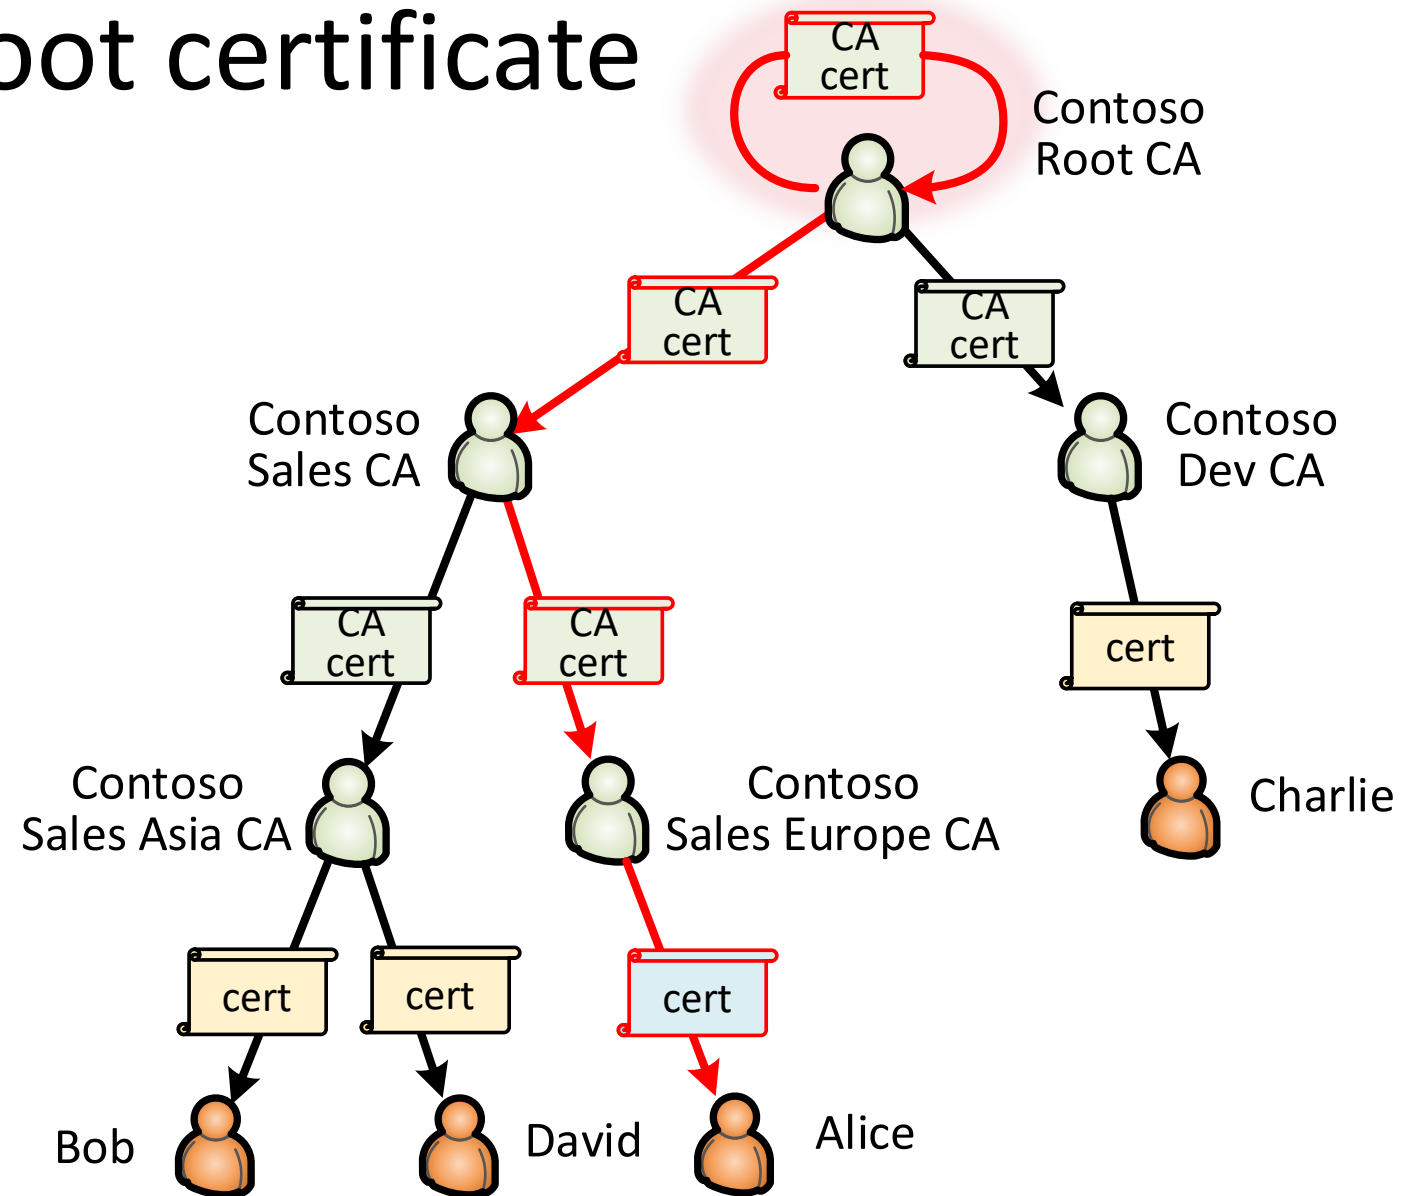 oot certificate
CA
cert
Contoso
Root CA
CA
cert
CA
cert
Contoso
Sales CA
Contoso
Dev CA
CA
cert
CA
cert
cert
Contoso
Sales Asia CA
Contoso
Sales Europe CA
Charlie
cert
cert
cert
Bob
David
Alice